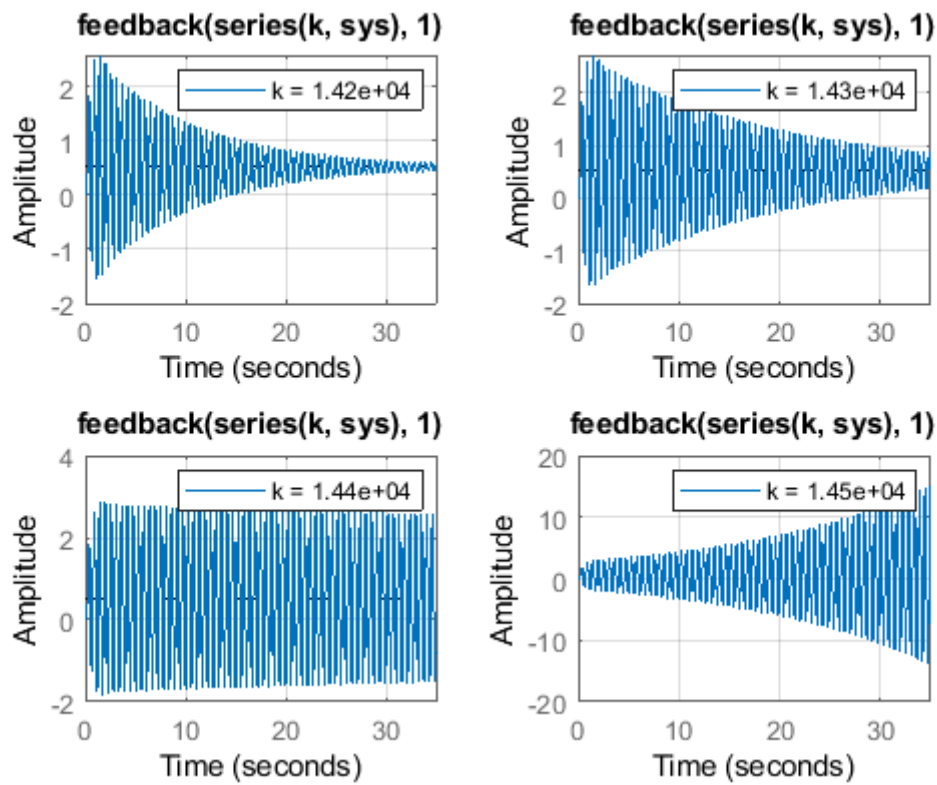 feedback(series(k, sys), 1)
k = 1.42e+04
2
1
0
-1
-2
Amplitude
0 10 20 30
Time (seconds)
feedback(series(k, sys), 1)
k = 1.43e+04
2
1
0
-1
-2
Amplitude
0 10 20 30
Time (seconds)
feedback(series(k, sys), 1)
k = 1.44e+04
4
2
0
-2
Amplitude
0 10 20 30
Time (seconds)
feedback(series(k, sys), 1)
k = 1.45e+04
20
10
0
-10
-20
Amplitude
0 10 20 30
Time (seconds)